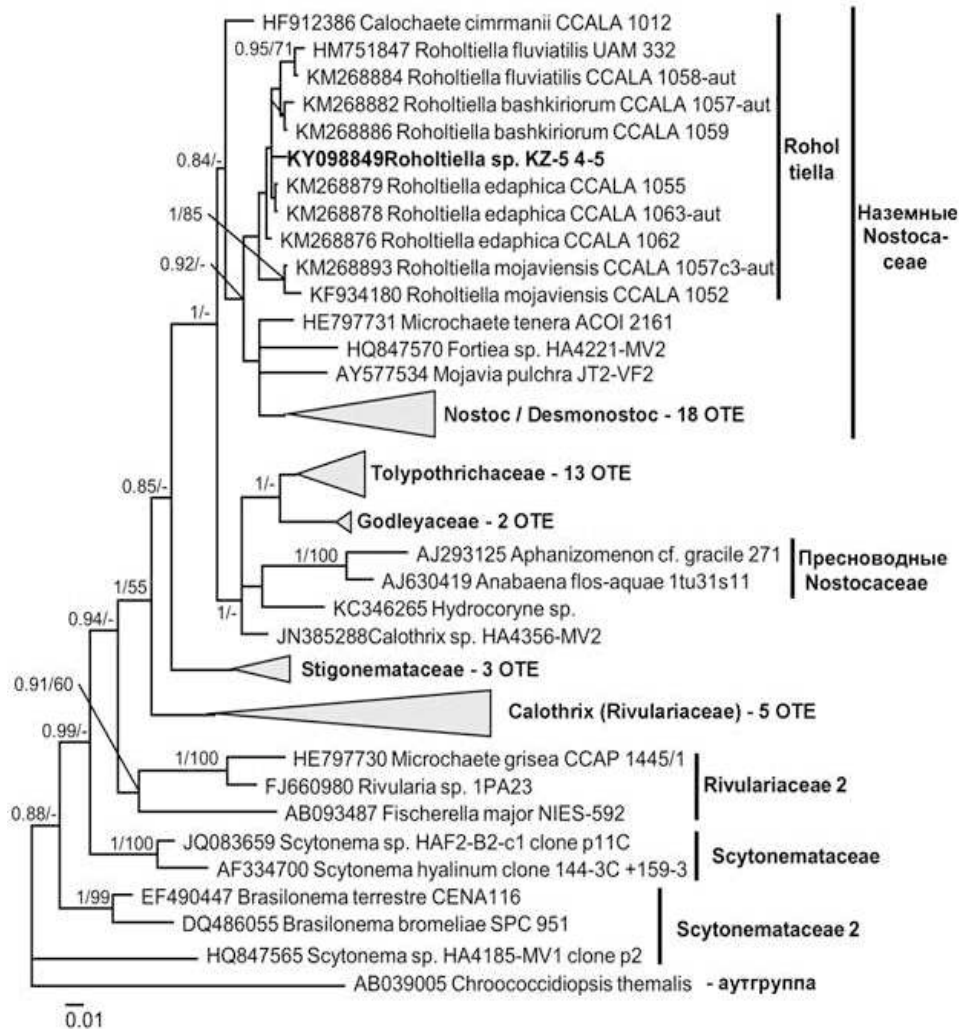 HF912386 Calochaete cimrmanii CCALA 1012
0.95/71
HM751847 Roholtiella fluviatilis UAM 332
KM268884 Roholtiella fluviatilis CCALA 1058-aut
KM268882 Roholtiella bashkiriorum CCALA 1057-aut
KM268886 Roholtiella bashkiriorum CCALA 1059
0.84/-
KY098849Roholtiella sp. KZ-5 4-5
Rohol
tiella
KM268879 Roholtiella edaphica CCALA 1055
1/85
KM268878 Roholtiella edaphica CCALA 1063-aut
Наземные
Nostoca-
ceae
KM268876 Roholtiella edaphica CCALA 1062
0.92/-
KM268893 Roholtiella mojaviensis CCALA 1057c3-aut
KF934180 Roholtiella mojaviensis CCALA 1052
1/-
HE797731 Microchaete tenera ACOI 2161
HQ847570 Fortiea sp. HA4221-MV2
AY577534 Mojavia pulchra JT2-VF2
Nostoc / Desmonostoc - 18 OTE
Tolypothrichaceae - 13 OTE
1/-
0.85/-
Godleyaceae - 2 OTE
1/100
AJ293125 Aphanizomenon cf. gracile 271
AJ630419 Anabaena flos-aquae 1tu31s11
Пресноводные
Nostocaceae
1/55
KC346265 Hydrocoryne sp.
1/-
JN385288Calothrix sp. HA4356-MV2
0.94/-
Stigonemataceae - 3 OTE
0.91/60
Calothrix (Rivulariaceae) - 5 OTE
0.99/-
1/100
HE797730 Microchaete grisea CCAP 1445/1
FJ660980 Rivularia sp. 1PA23
Rivulariaceae 2
AB093487 Fischerella major NIES-592
0.88/-
JQ083659 Scytonema sp. HAF2-B2-c1 clone p11C
1/100
Scytonemataceae
AF334700 Scytonema hyalinum clone 144-3C +159-3
1/99
EF490447 Brasilonema terrestre CENA116
DQ486055 Brasilonema bromeliae SPC 951
Scytonemataceae 2
HQ847565 Scytonema sp. HA4185-MV1 clone p2
AB039005 Chroococcidiopsis themalis - аутгруппа
0.01